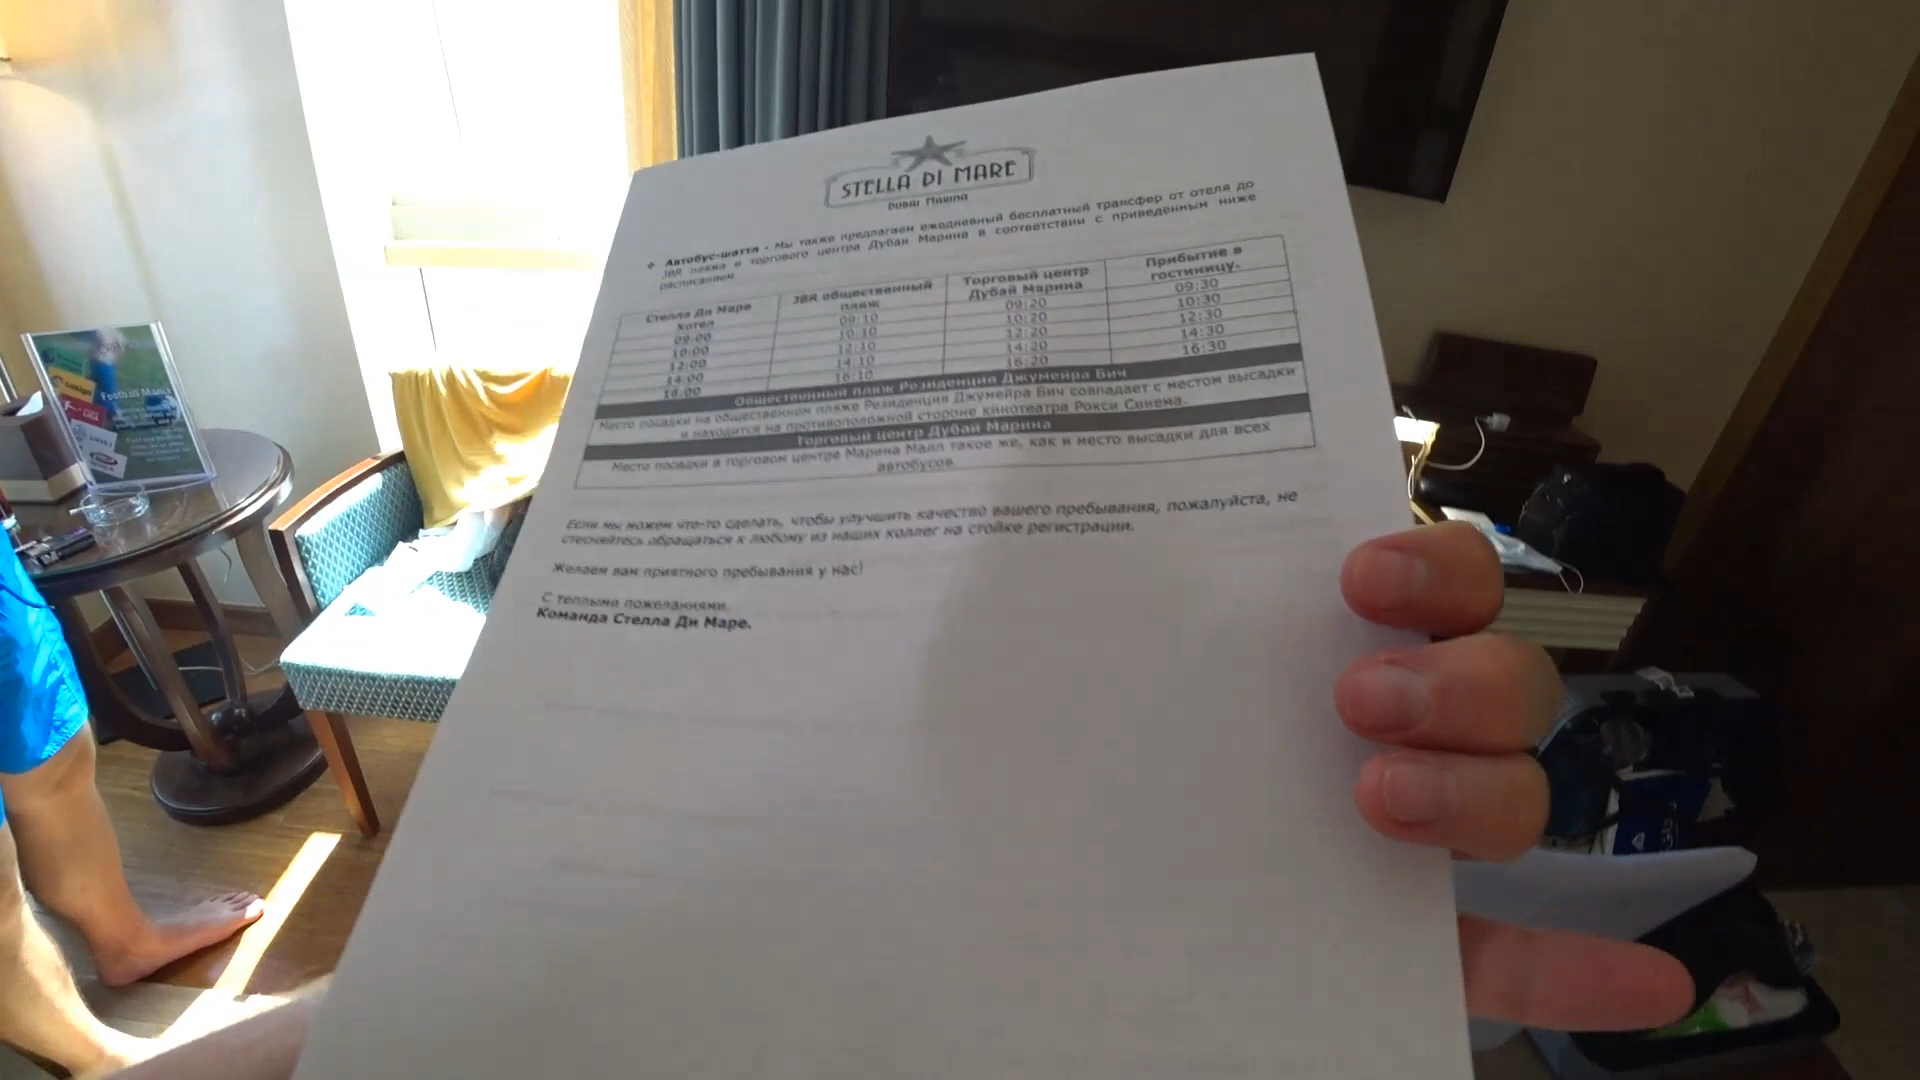 STELLA DI MARE
DUBAI MARINA
❖ Автобус-шаттл - Мы также предлагаем ежедневный бесплатный трансфер от отеля до
JBR пляжа и торгового центра Дубаи Марина в соответствии с приведенным ниже
расписанием.
Стелла Ди Маре Хотел | JBR общественный пляж | Торговый центр Дубай Марина | Прибытие в гостиницу.
09:00 | 09:10 | 09:20 | 09:30
10:00 | 10:10 | 10:20 | 10:30
12:00 | 12:10 | 12:20 | 12:30
14:00 | 14:10 | 14:20 | 14:30
16:00 | 16:10 | 16:20 | 16:30
Общественный пляж Резиденция Джумейра Бич
Место посадки на общественном пляже Резиденция Джумейра Бич совпадает с местом высадки
и находится на противоположной стороне кинотеатра Рокси Синема.
Торговый центр Дубай Марина
Место посадки в торговом центре Марина Малл такое же, как и место высадки для всех
автобусов.
Если мы можем что-то сделать, чтобы улучшить качество вашего пребывания, пожалуйста, не
стесняйтесь обращаться к любому из наших коллег на стойке регистрации.
Желаем вам приятного пребывания у нас!
С теплыми пожеланиями,
Команда Стелла Ди Маре.
Football Mania